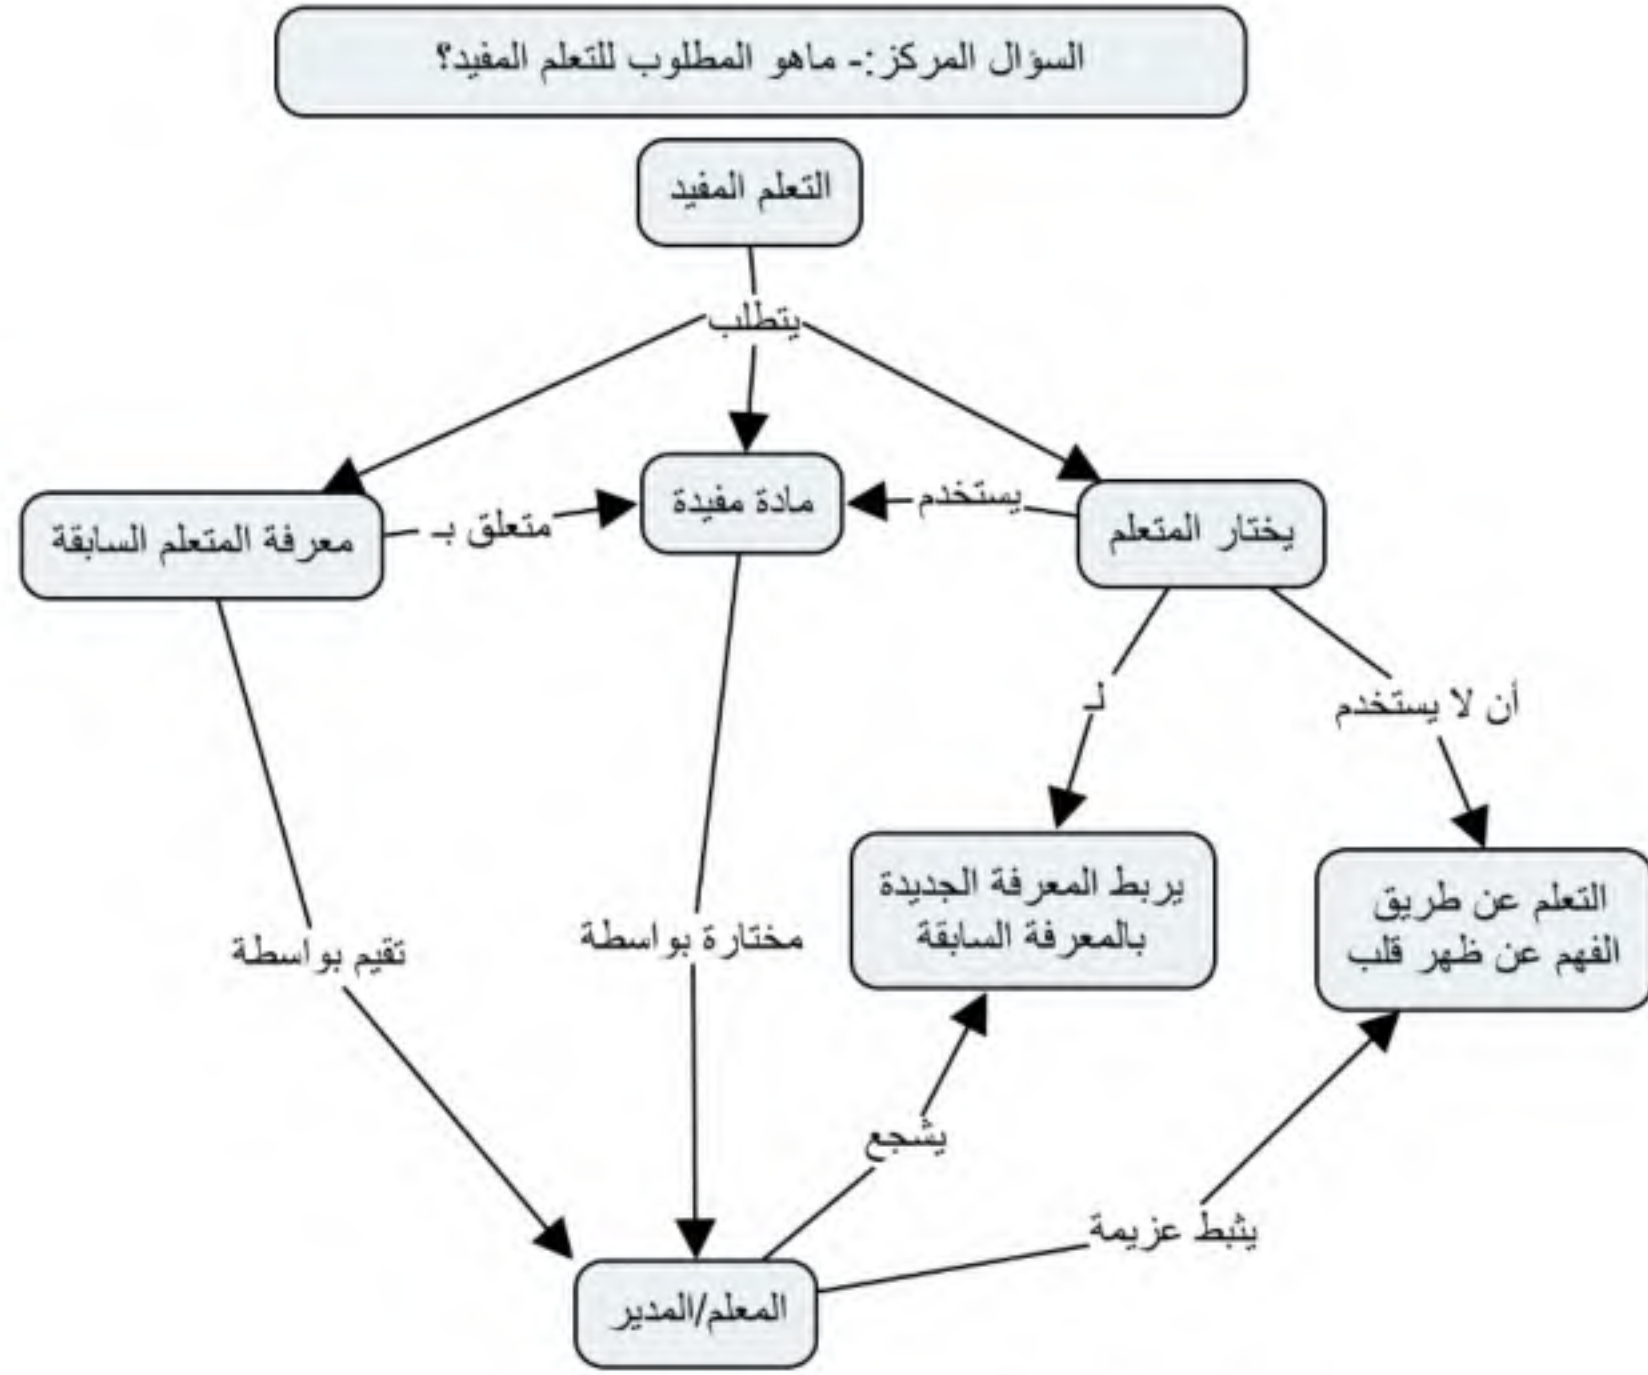 السؤال المركز:- ماهو المطلوب للتعلم المفيد؟
التعلم المفيد
يتطلب
معرفة المتعلم السابقة
متعلق بـ
مادة مفيدة
يستخدم
يختار المتعلم
لـ
أن لا يستخدم
يربط المعرفة الجديدة
بالمعرفة السابقة
التعلم عن طريق
الفهم عن ظهر قلب
تقيم بواسطة
مختارة بواسطة
يشجع
يثبط عزيمة
المعلم/المدير